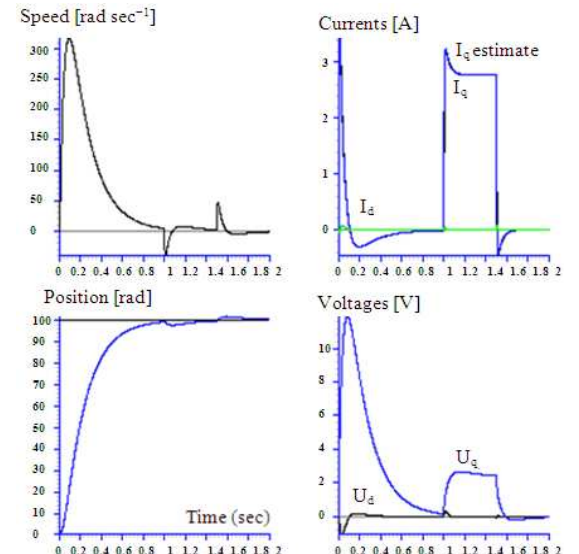 Speed [rad sec⁻¹]
300
250
200
150
100
50
0
0 0.2 0.4 0.6 0.8 1 1.2 1.4 1.6 1.8 2
Currents [A]
I_q estimate
I_q
I_d
3
2
1
0
0 0.2 0.4 0.6 0.8 1 1.2 1.4 1.6 1.8 2
Position [rad]
100
90
80
70
60
50
40
30
20
10
0
Time (sec)
0 0.2 0.4 0.6 0.8 1 1.2 1.4 1.6 1.8 2
Voltages [V]
10
8
6
4
2
0
U_q
U_d
0 0.2 0.4 0.6 0.8 1 1.2 1.4 1.6 1.8 2